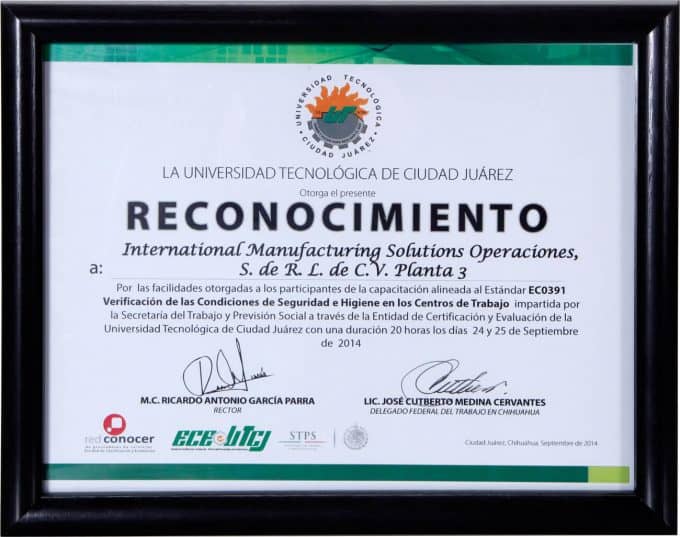 UNIVERSIDAD TECNOLÓGICA
CIUDAD JUÁREZ
LA UNIVERSIDAD TECNOLÓGICA DE CIUDAD JUÁREZ
Otorga el presente
RECONOCIMIENTO
International Manufacturing Solutions Operaciones,
a: S. de R. L. de C.V. Planta 3
Por las facilidades otorgadas a los participantes de la capacitación alineada al Estándar EC0391
Verificación de las Condiciones de Seguridad e Higiene en los Centros de Trabajo impartida por
la Secretaría del Trabajo y Previsión Social a través de la Entidad de Certificación y Evaluación de la
Universidad Tecnológica de Ciudad Juárez con una duración 20 horas los días 24 y 25 de Septiembre
de 2014
M.C. RICARDO ANTONIO GARCÍA PARRA
RECTOR
LIC. JOSÉ CUTBERTO MEDINA CERVANTES
DELEGADO FEDERAL DEL TRABAJO EN CHIHUAHUA
red conocer
ECE UTCJ
STPS
Ciudad Juárez, Chihuahua, Septiembre de 2014